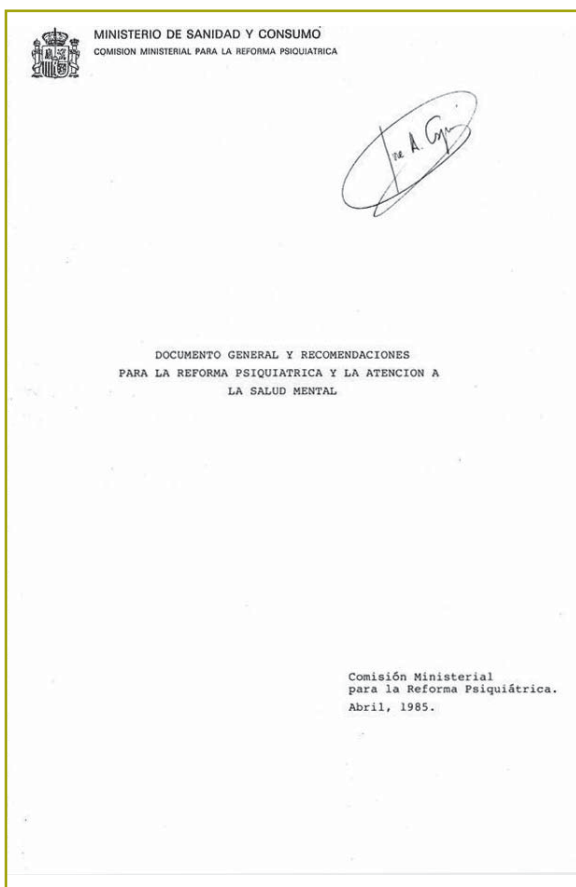 MINISTERIO DE SANIDAD Y CONSUMO
COMISION MINISTERIAL PARA LA REFORMA PSIQUIATRICA
A.
DOCUMENTO GENERAL Y RECOMENDACIONES
PARA LA REFORMA PSIQUIATRICA Y LA ATENCION A
LA SALUD MENTAL
Comisión Ministerial
para la Reforma Psiquiátrica.
Abril, 1985.